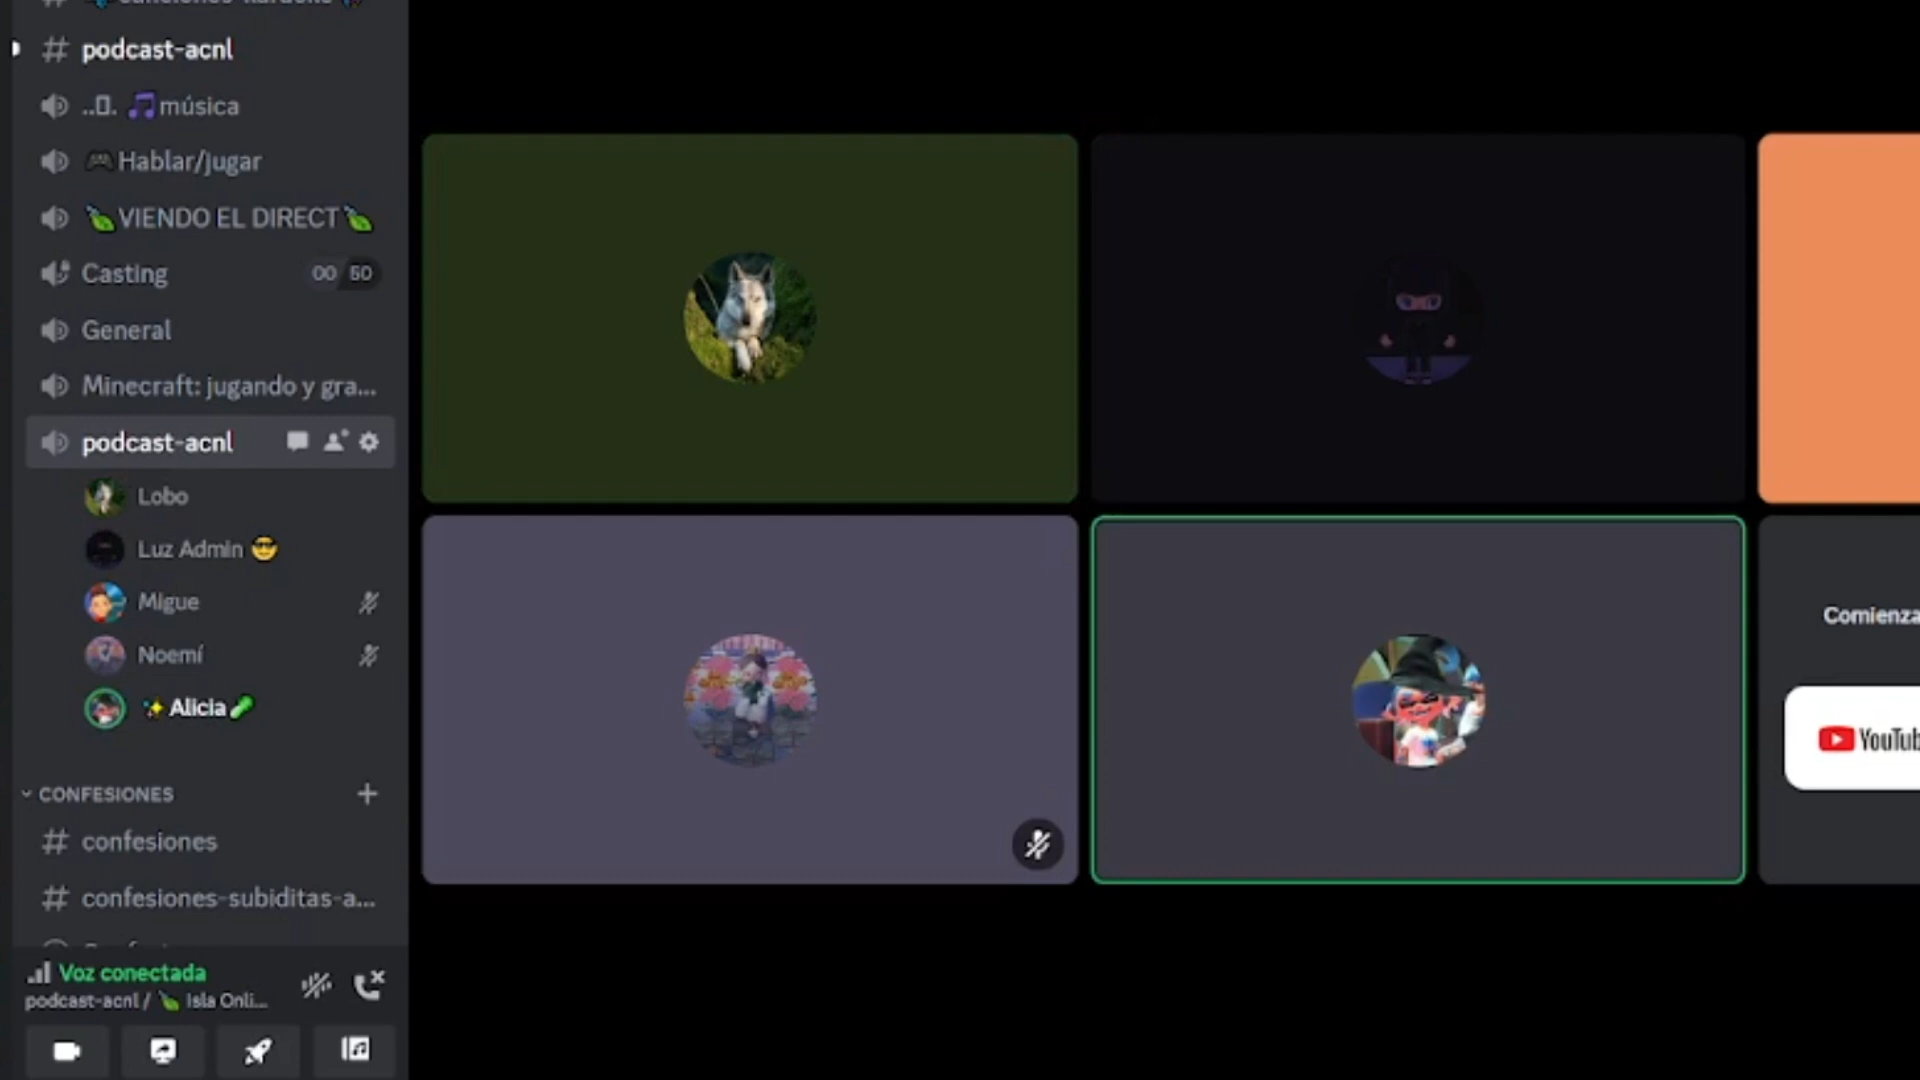 podcast-acnl
música
Hablar/Jugar
VIENDO EL DIRECT
Casting 00 50
General
Minecraft: jugando y gra...
podcast-acnl
Lobo
Luz Admin
Migue
Noemí
Alicia
CONFESIONES
confesiones
confesiones-subiditas-a...
Voz conectada
podcast-acnl / Isla Onli...
Comienza
YouTub